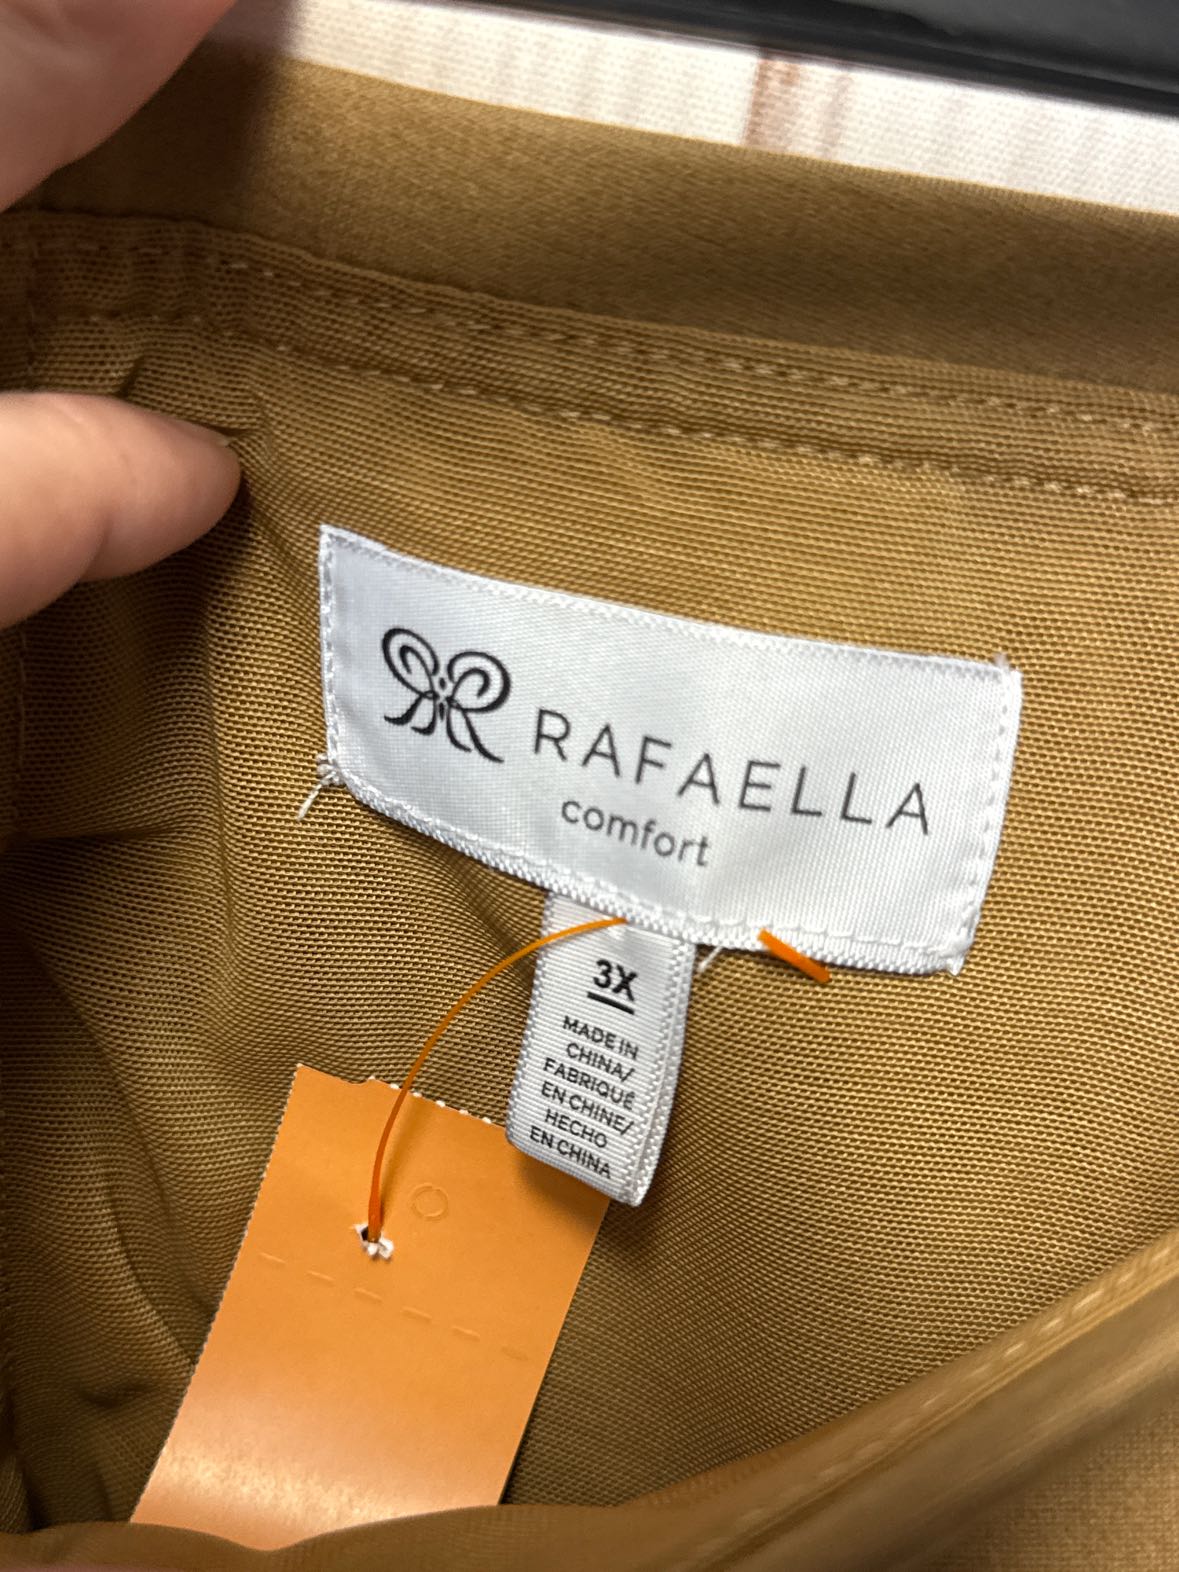 RAFAELLA
comfort
3X
MADE IN
CHINA/
FABRIQUÉ
EN CHINE/
HECHO
EN CHINA